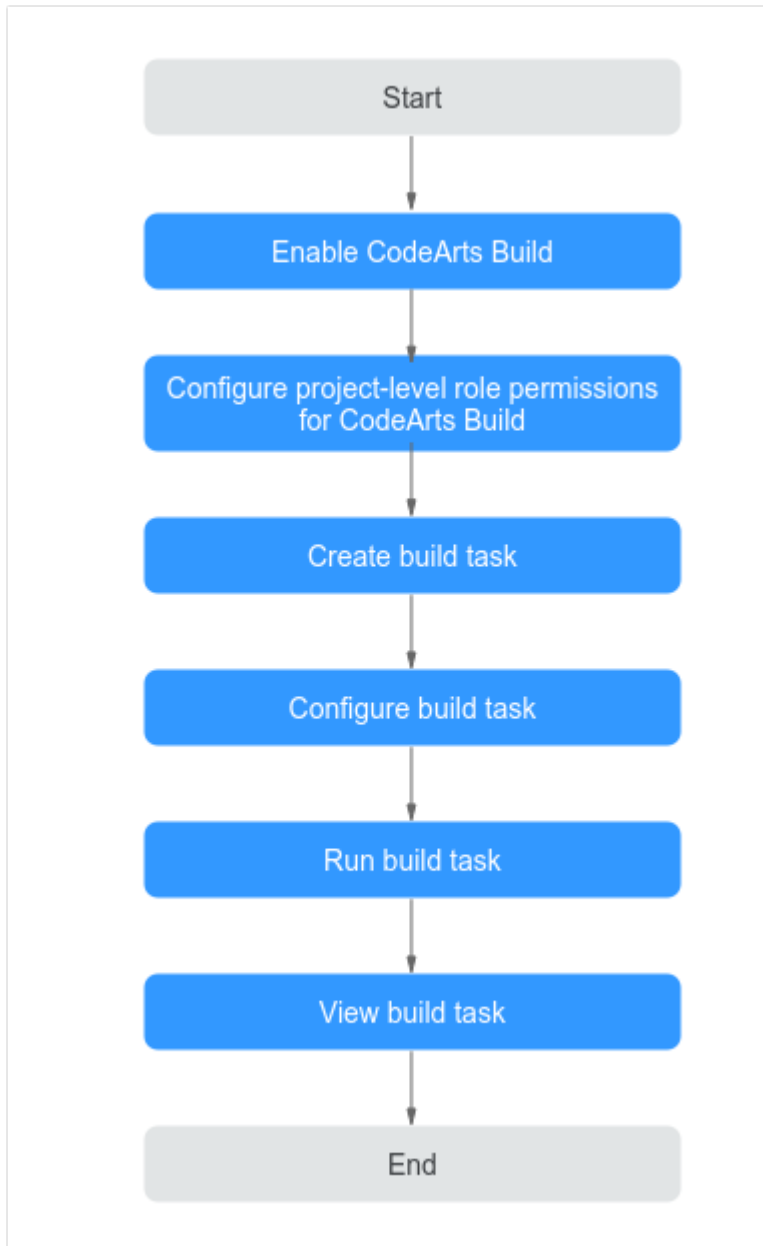 Start
Enable CodeArts Build
Configure project-level role permissions
for CodeArts Build
Create build task
Configure build task
Run build task
View build task
End